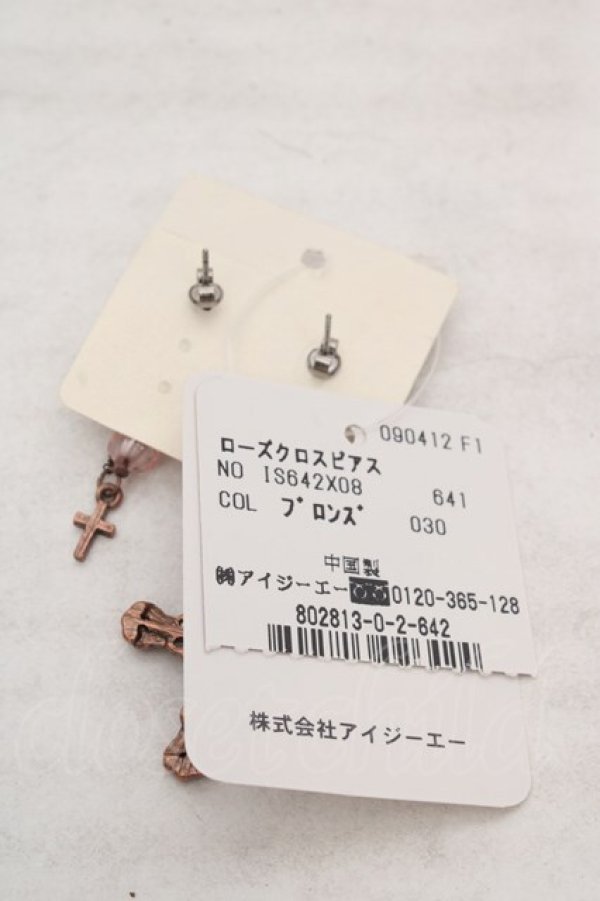 090412 F1
ローズクロスピアス
NO IS642X08 641
COL ブロンズ 030
中国製
㈱アイジーエー 0120-365-128
802813-0-2-642
株式会社アイジーエー